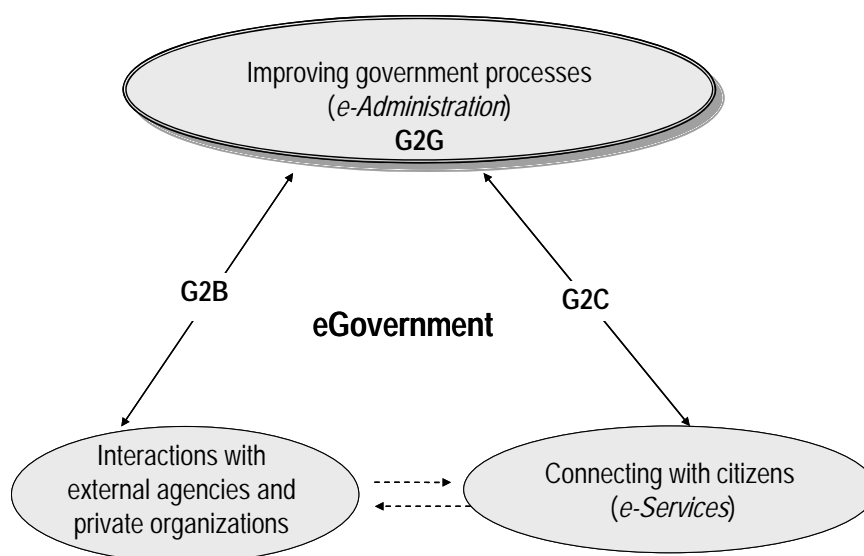 Improving government processes
(e-Administration)
G2G
G2B
G2C
eGovernment
Interactions with
external agencies and
private organizations
Connecting with citizens
(e-Services)